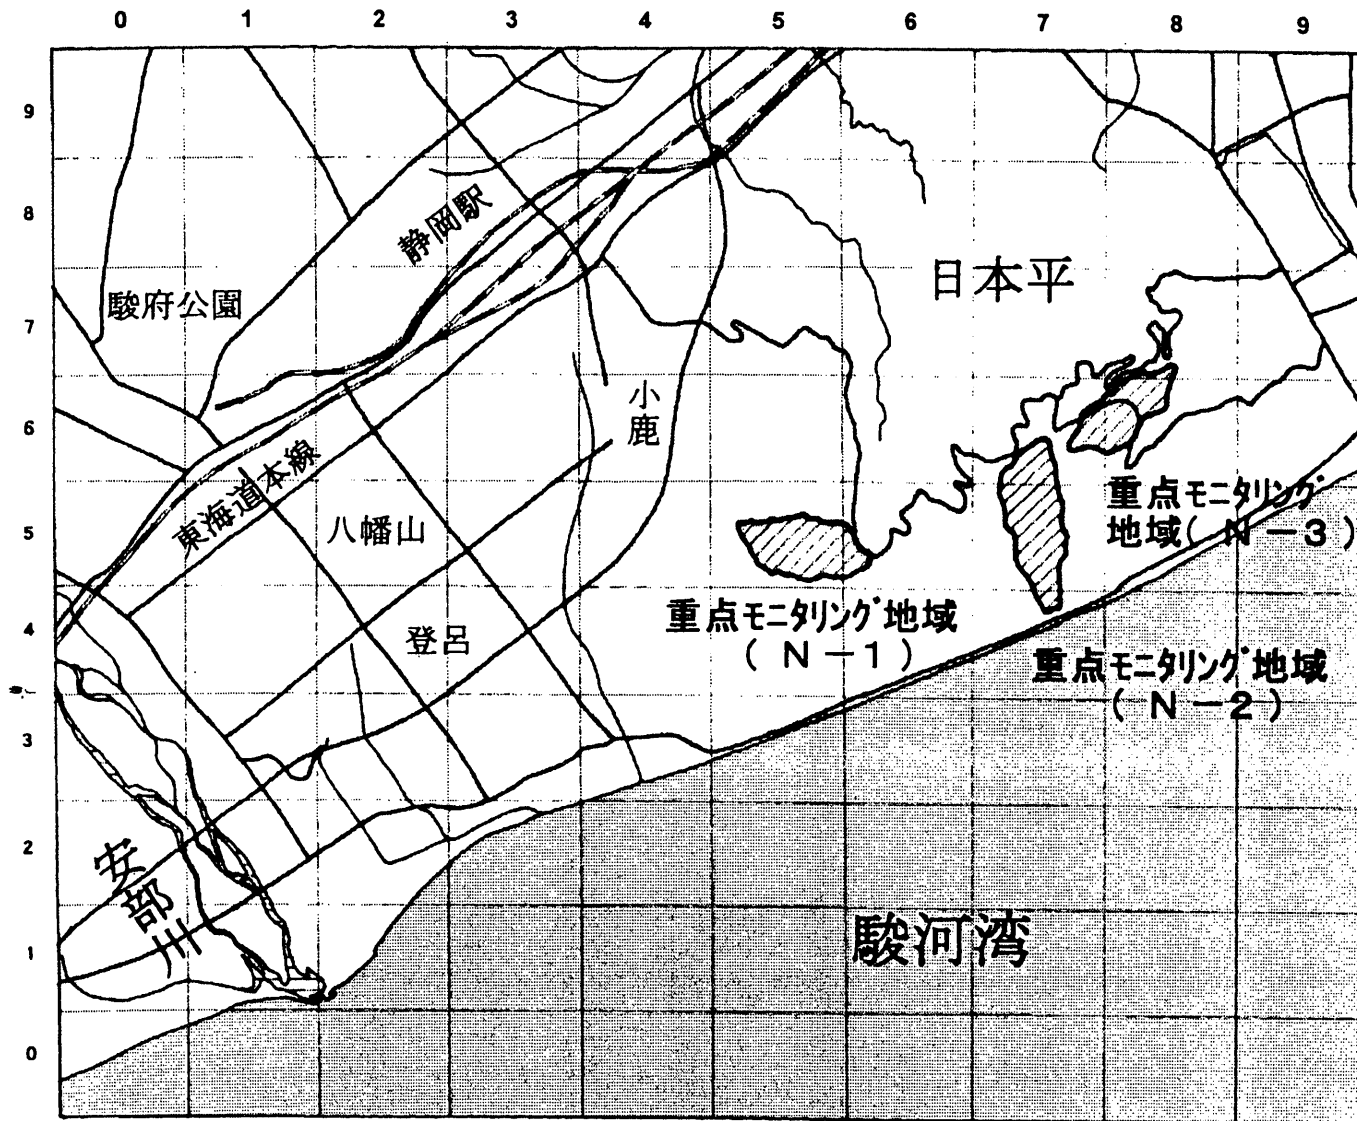 0 1 2 3 4 5 6 7 8 9
9
8
静岡駅
日本平
7
駿府公園
小鹿
6
東海道本線
重点モニタリング
地域(N-3)
5
八幡山
重点モニタリング地域
(N-1)
4
登呂
重点モニタリング地域
(N-2)
3
2
安部川
駿河湾
1
0